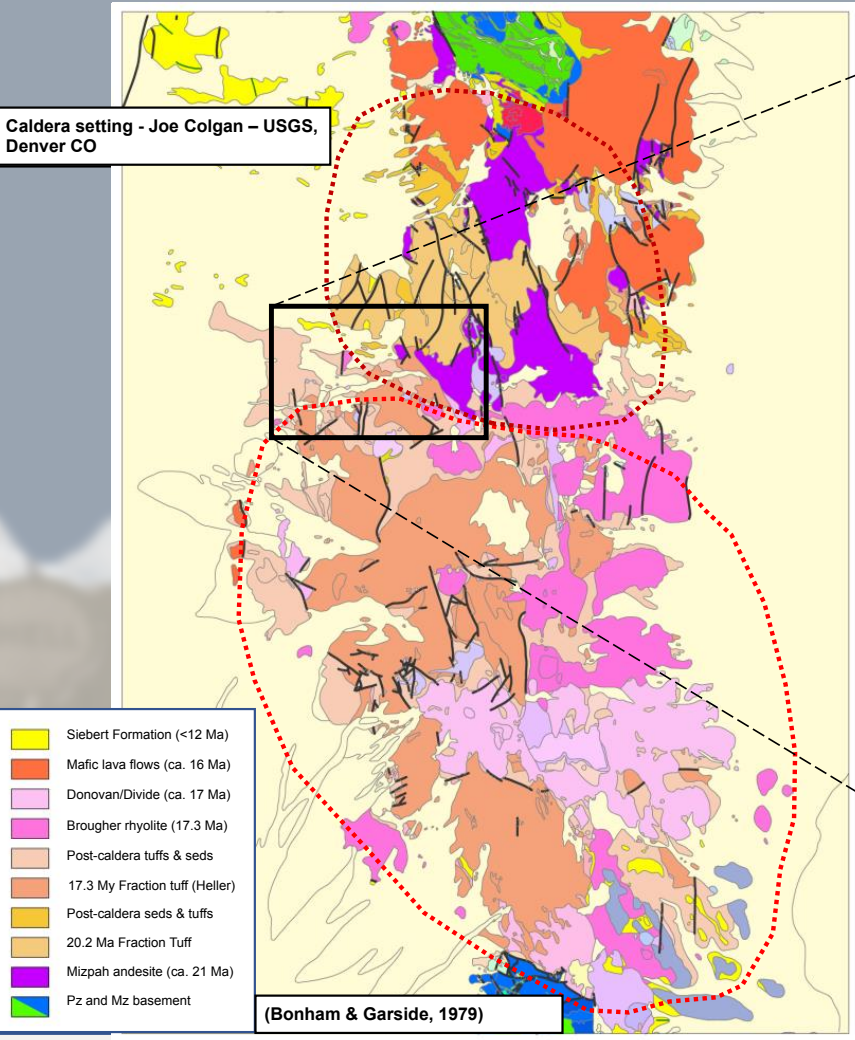 Caldera setting - Joe Colgan – USGS,
Denver CO
Siebert Formation (<12 Ma)
Mafic lava flows (ca. 16 Ma)
Donovan/Divide (ca. 17 Ma)
Brougher rhyolite (17.3 Ma)
Post-caldera tuffs & seds
17.3 My Fraction tuff (Heller)
Post-caldera seds & tuffs
20.2 Ma Fraction Tuff
Mizpah andesite (ca. 21 Ma)
Pz and Mz basement
(Bonham & Garside, 1979)